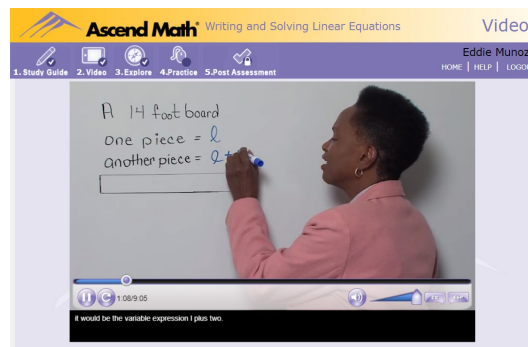 Ascend Math® Writing and Solving Linear Equations Video
Eddie Munoz
1. Study Guide 2. Video 3. Explore 4. Practice 5. Post Assessment
HOME | HELP | LOGO
A 14 foot board
one piece = l
another piece = l +
1:08/9:05
it would be the variable expression l plus two.